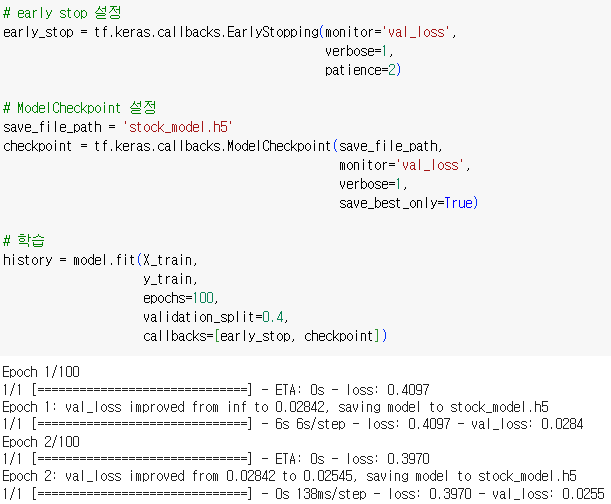 # early stop 설정
early_stop = tf.keras.callbacks.EarlyStopping(monitor='val_loss',
verbose=1,
patience=2)
# ModelCheckpoint 설정
save_file_path = 'stock_model.h5'
checkpoint = tf.keras.callbacks.ModelCheckpoint(save_file_path,
monitor='val_loss',
verbose=1,
save_best_only=True)
# 학습
history = model.fit(X_train,
y_train,
epochs=100,
validation_split=0.4,
callbacks=[early_stop, checkpoint])
Epoch 1/100
1/1 [==============================] - ETA: 0s - loss: 0.4097
Epoch 1: val_loss improved from inf to 0.02842, saving model to stock_model.h5
1/1 [==============================] - 6s 6s/step - loss: 0.4097 - val_loss: 0.0284
Epoch 2/100
1/1 [==============================] - ETA: 0s - loss: 0.3970
Epoch 2: val_loss improved from 0.02842 to 0.02545, saving model to stock_model.h5
1/1 [==============================] - 0s 138ms/step - loss: 0.3970 - val_loss: 0.0255